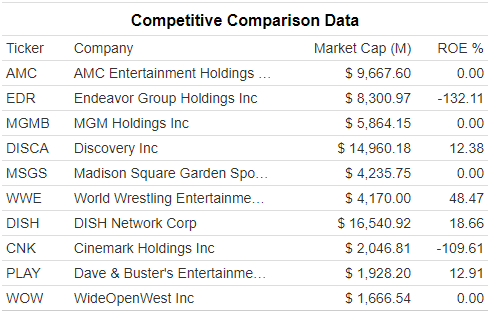 Competitive Comparison Data
Ticker Company Market Cap (M) ROE %
AMC AMC Entertainment Holdings ... $ 9,667.60 0.00
EDR Endeavor Group Holdings Inc $ 8,300.97 -132.11
MGMB MGM Holdings Inc $ 5,864.15 0.00
DISCA Discovery Inc $ 14,960.18 12.38
MSGS Madison Square Garden Spo... $ 4,235.75 0.00
WWE World Wrestling Entertainme... $ 4,170.00 48.47
DISH DISH Network Corp $ 16,540.92 18.66
CNK Cinemark Holdings Inc $ 2,046.81 -109.61
PLAY Dave & Buster's Entertainme... $ 1,928.20 12.91
WOW WideOpenWest Inc $ 1,666.54 0.00